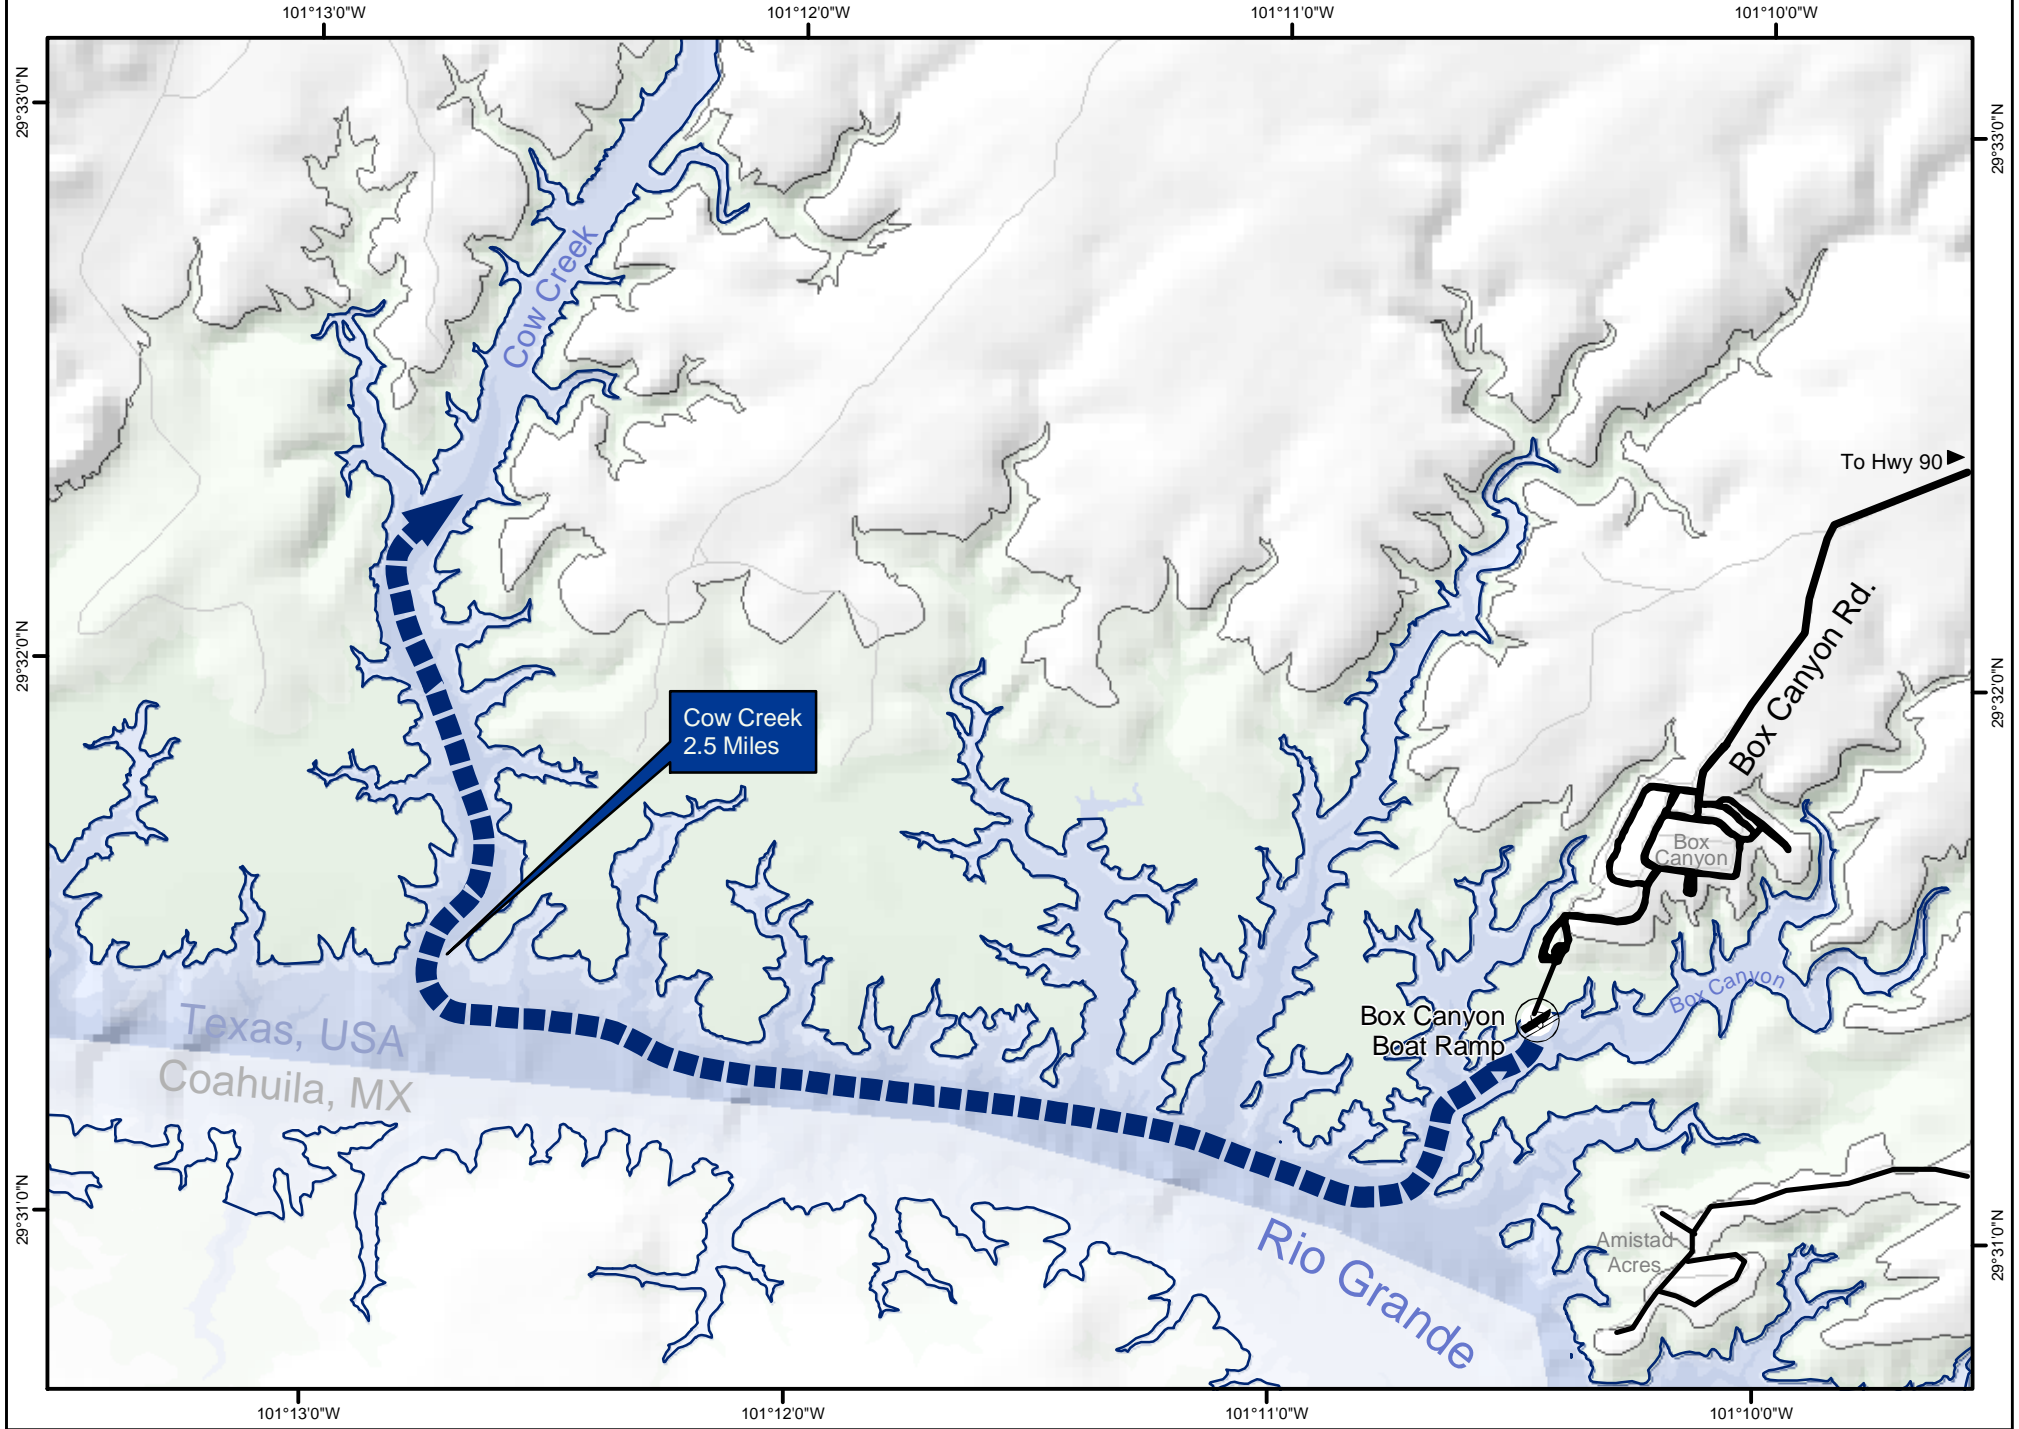 101°13'0"W
101°12'0"W
101°11'0"W
101°10'0"W
29°33'0"N
29°33'0"N
Cow Creek
To Hwy 90
Box Canyon Rd.
29°32'0"N
29°32'0"N
Cow Creek
2.5 Miles
Box
Canyon
Box Canyon
Box Canyon
Boat Ramp
Texas, USA
Coahuila, MX
29°31'0"N
29°31'0"N
Rio Grande
Amistad
Acres
101°13'0"W
101°12'0"W
101°11'0"W
101°10'0"W